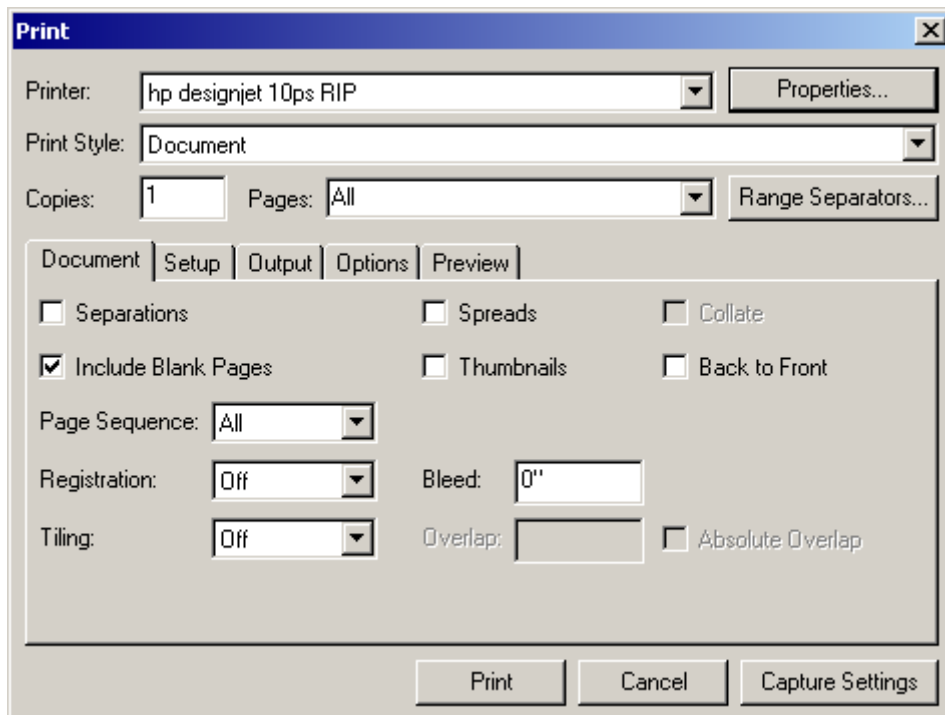 Print
Printer: hp designjet 10ps RIP Properties...
Print Style: Document
Copies: 1 Pages: All Range Separators...
Document Setup Output Options Preview
Separations Spreads Collate
Include Blank Pages Thumbnails Back to Front
Page Sequence: All
Registration: Off Bleed: 0"
Tiling: Off Overlap: Absolute Overlap
Print Cancel Capture Settings